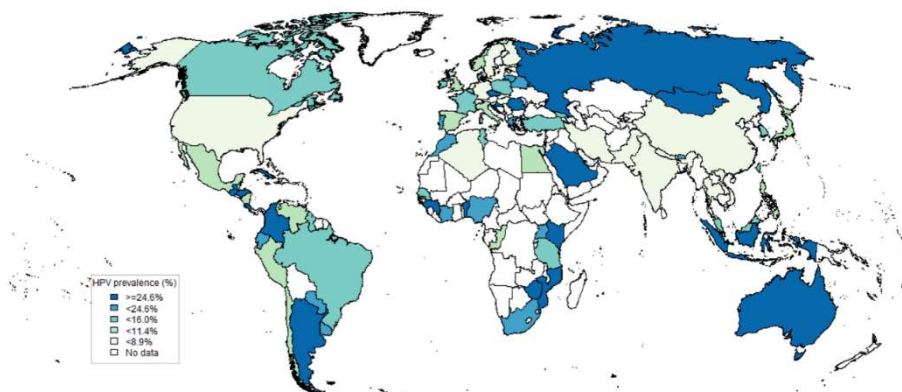 HPV prevalence (%)
>=24.6%
<24.6%
<16.0%
<11.4%
<8.9%
No data